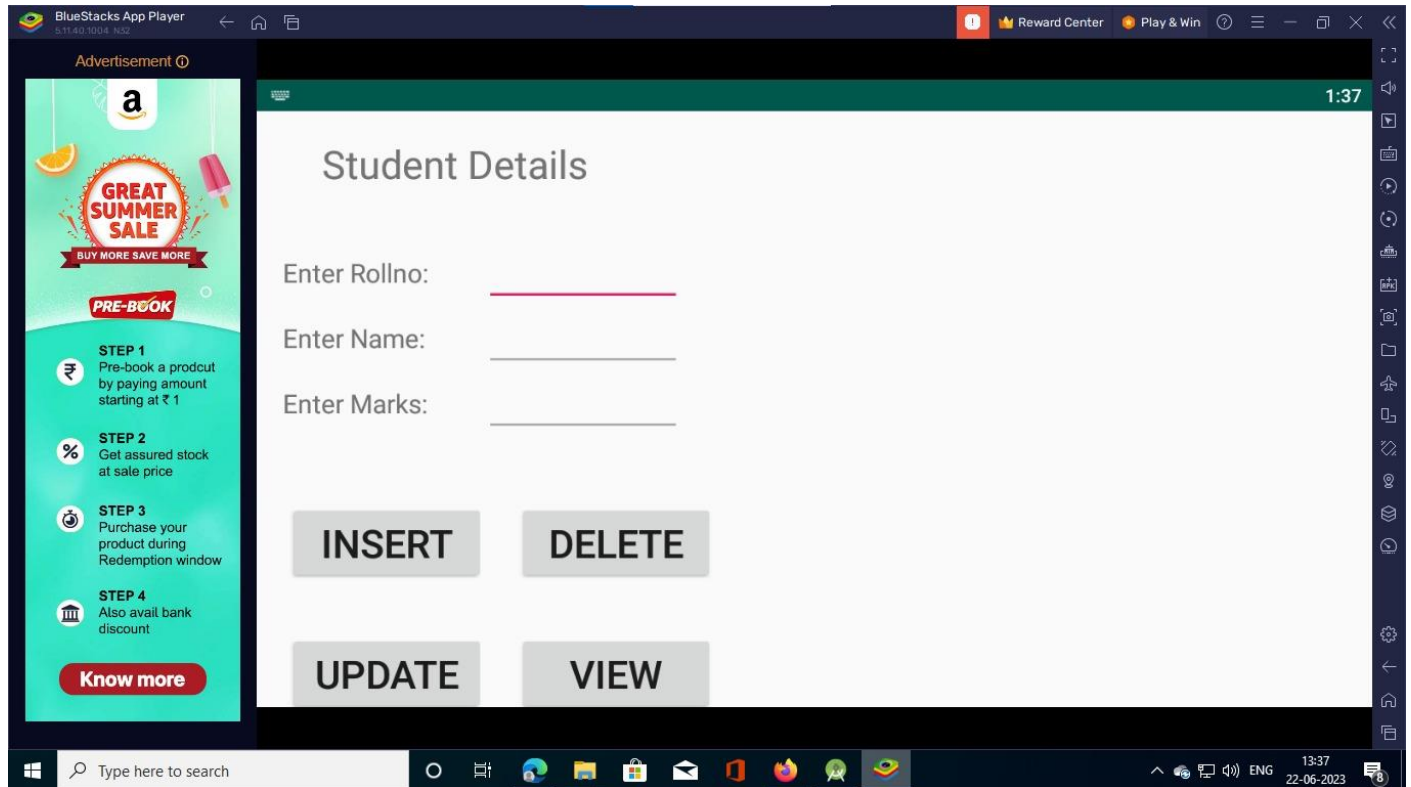 BlueStacks App Player
5.11.40.1004 N32
Reward Center
Play & Win
Advertisement
1:37
a
GREAT
SUMMER
SALE
BUY MORE SAVE MORE
PRE-BOOK
STEP 1
Pre-book a prodcut
by paying amount
starting at ₹ 1
STEP 2
Get assured stock
at sale price
STEP 3
Purchase your
product during
Redemption window
STEP 4
Also avail bank
discount
Know more
Student Details
Enter Rollno:
Enter Name:
Enter Marks:
INSERT DELETE
UPDATE VIEW
Type here to search
ENG
13:37
22-06-2023
8